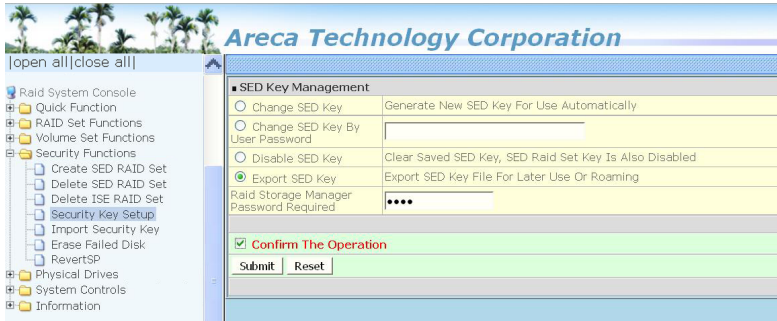 Areca Technology Corporation
|open all|close all|
Raid System Console
Quick Function
RAID Set Functions
Volume Set Functions
Security Functions
Create SED RAID Set
Delete SED RAID Set
Delete ISE RAID Set
Security Key Setup
Import Security Key
Erase Failed Disk
RevertSP
Physical Drives
System Controls
Information
SED Key Management
Change SED Key Generate New SED Key For Use Automatically
Change SED Key By
User Password
Disable SED Key Clear Saved SED Key, SED Raid Set Key Is Also Disabled
Export SED Key Export SED Key File For Later Use Or Roaming
Raid Storage Manager
Password Required ••••
Confirm The Operation
Submit Reset